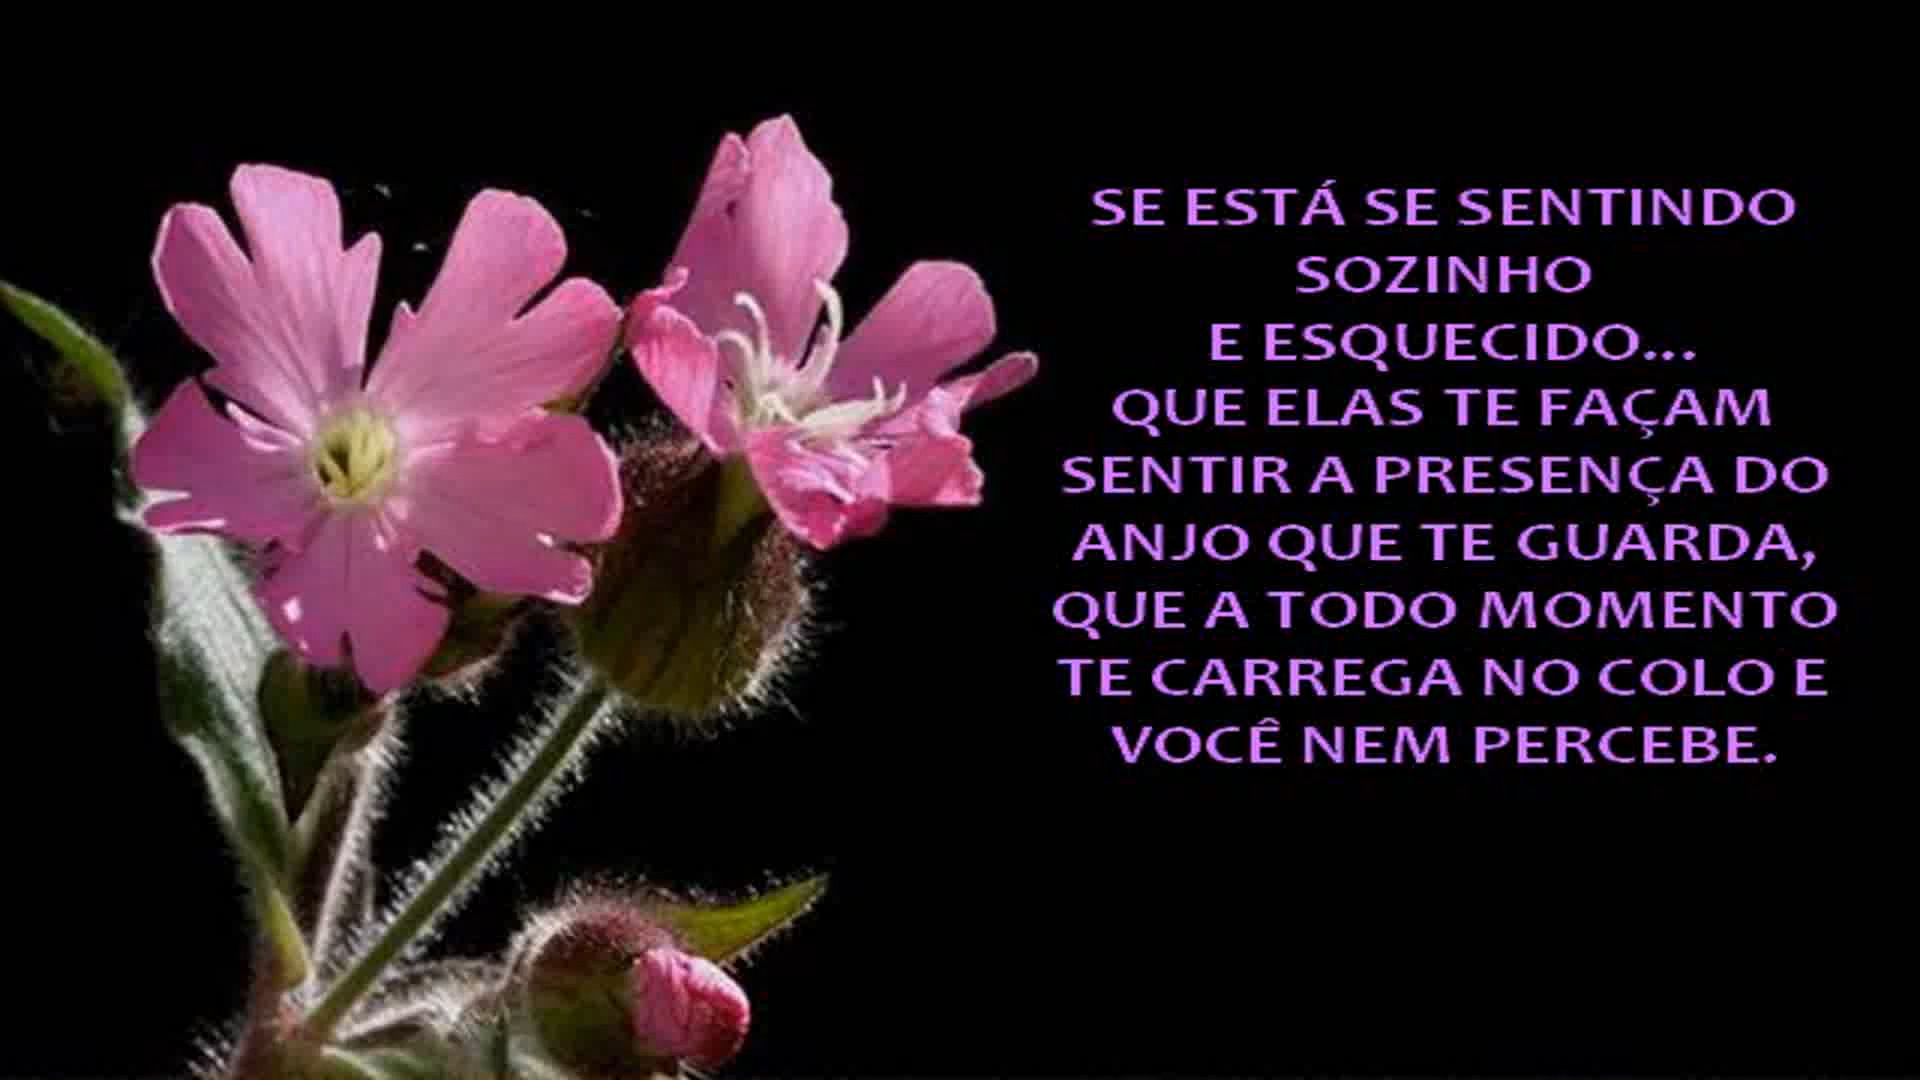 SE ESTÁ SE SENTINDO
SOZINHO
E ESQUECIDO...
QUE ELAS TE FAÇAM
SENTIR A PRESENÇA DO
ANJO QUE TE GUARDA,
QUE A TODO MOMENTO
TE CARREGA NO COLO E
VOCÊ NEM PERCEBE.